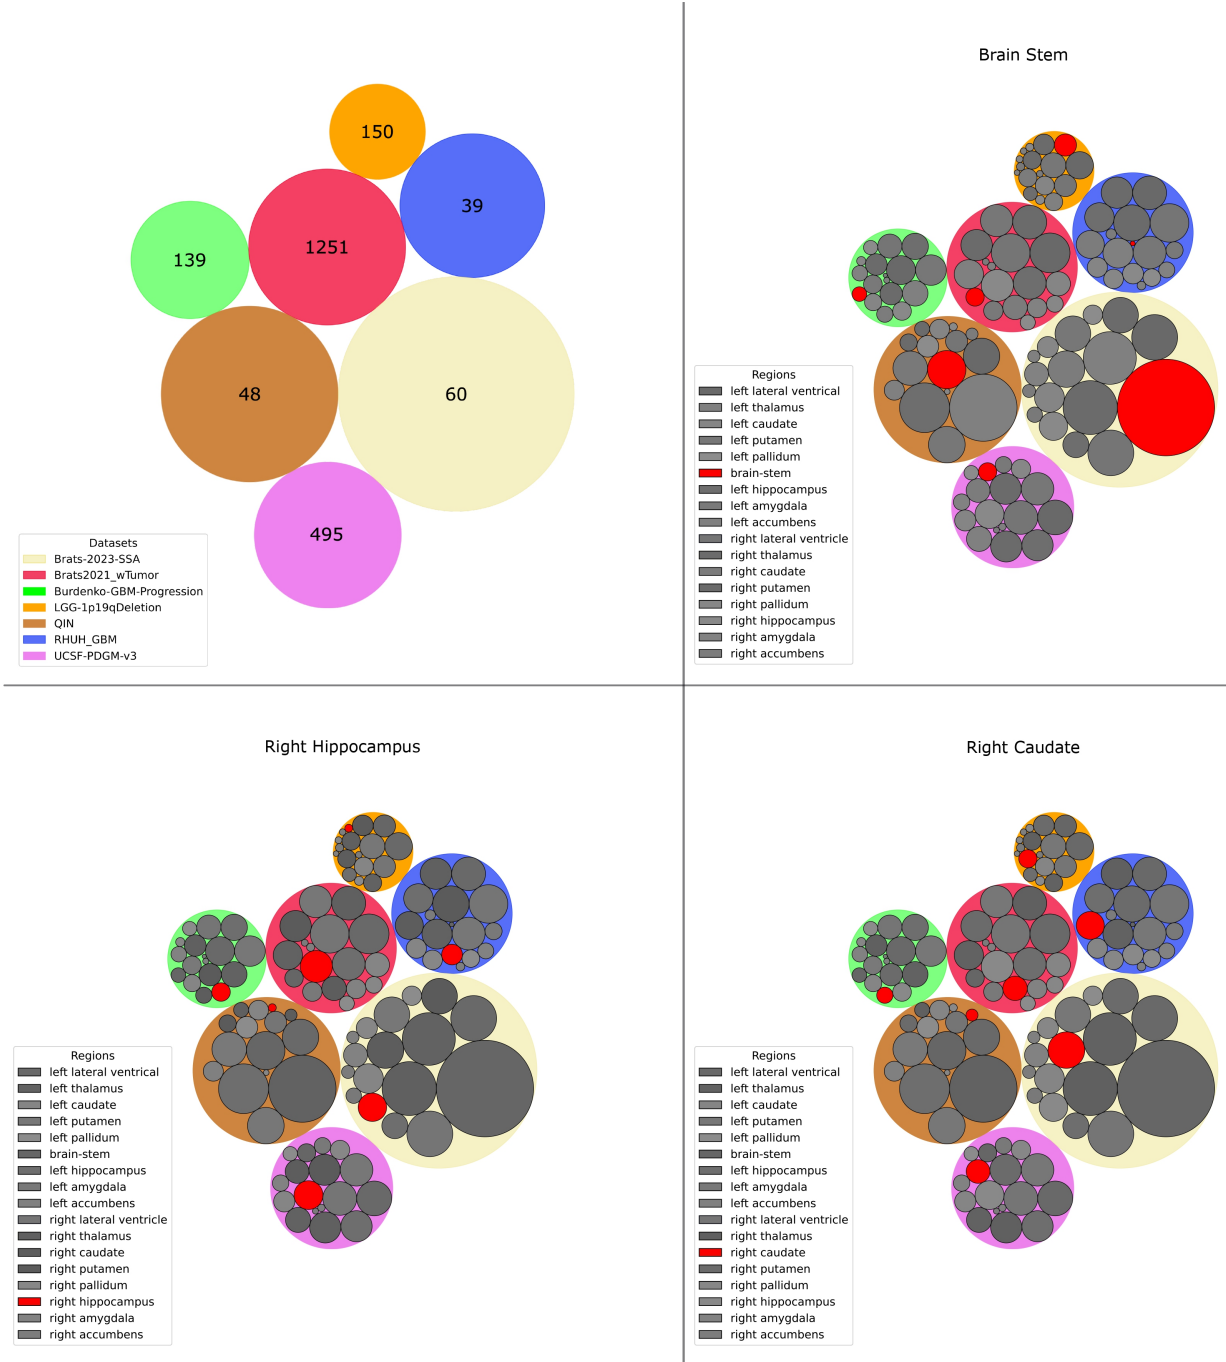 150
39
1251
139
48
60
495
Datasets
Brats-2023-SSA
Brats2021_wTumor
Burdenko-GBM-Progression
LGG-1p19qDeletion
QIN
RHUH_GBM
UCSF-PDGM-v3
Brain Stem
Regions
left lateral ventrical
left thalamus
left caudate
left putamen
left pallidum
brain-stem
left hippocampus
left amygdala
left accumbens
right lateral ventricle
right thalamus
right caudate
right putamen
right pallidum
right hippocampus
right amygdala
right accumbens
Right Hippocampus
Regions
left lateral ventrical
left thalamus
left caudate
left putamen
left pallidum
brain-stem
left hippocampus
left amygdala
left accumbens
right lateral ventricle
right thalamus
right caudate
right putamen
right pallidum
right hippocampus
right amygdala
right accumbens
Right Caudate
Regions
left lateral ventrical
left thalamus
left caudate
left putamen
left pallidum
brain-stem
left hippocampus
left amygdala
left accumbens
right lateral ventricle
right thalamus
right caudate
right putamen
right pallidum
right hippocampus
right amygdala
right accumbens